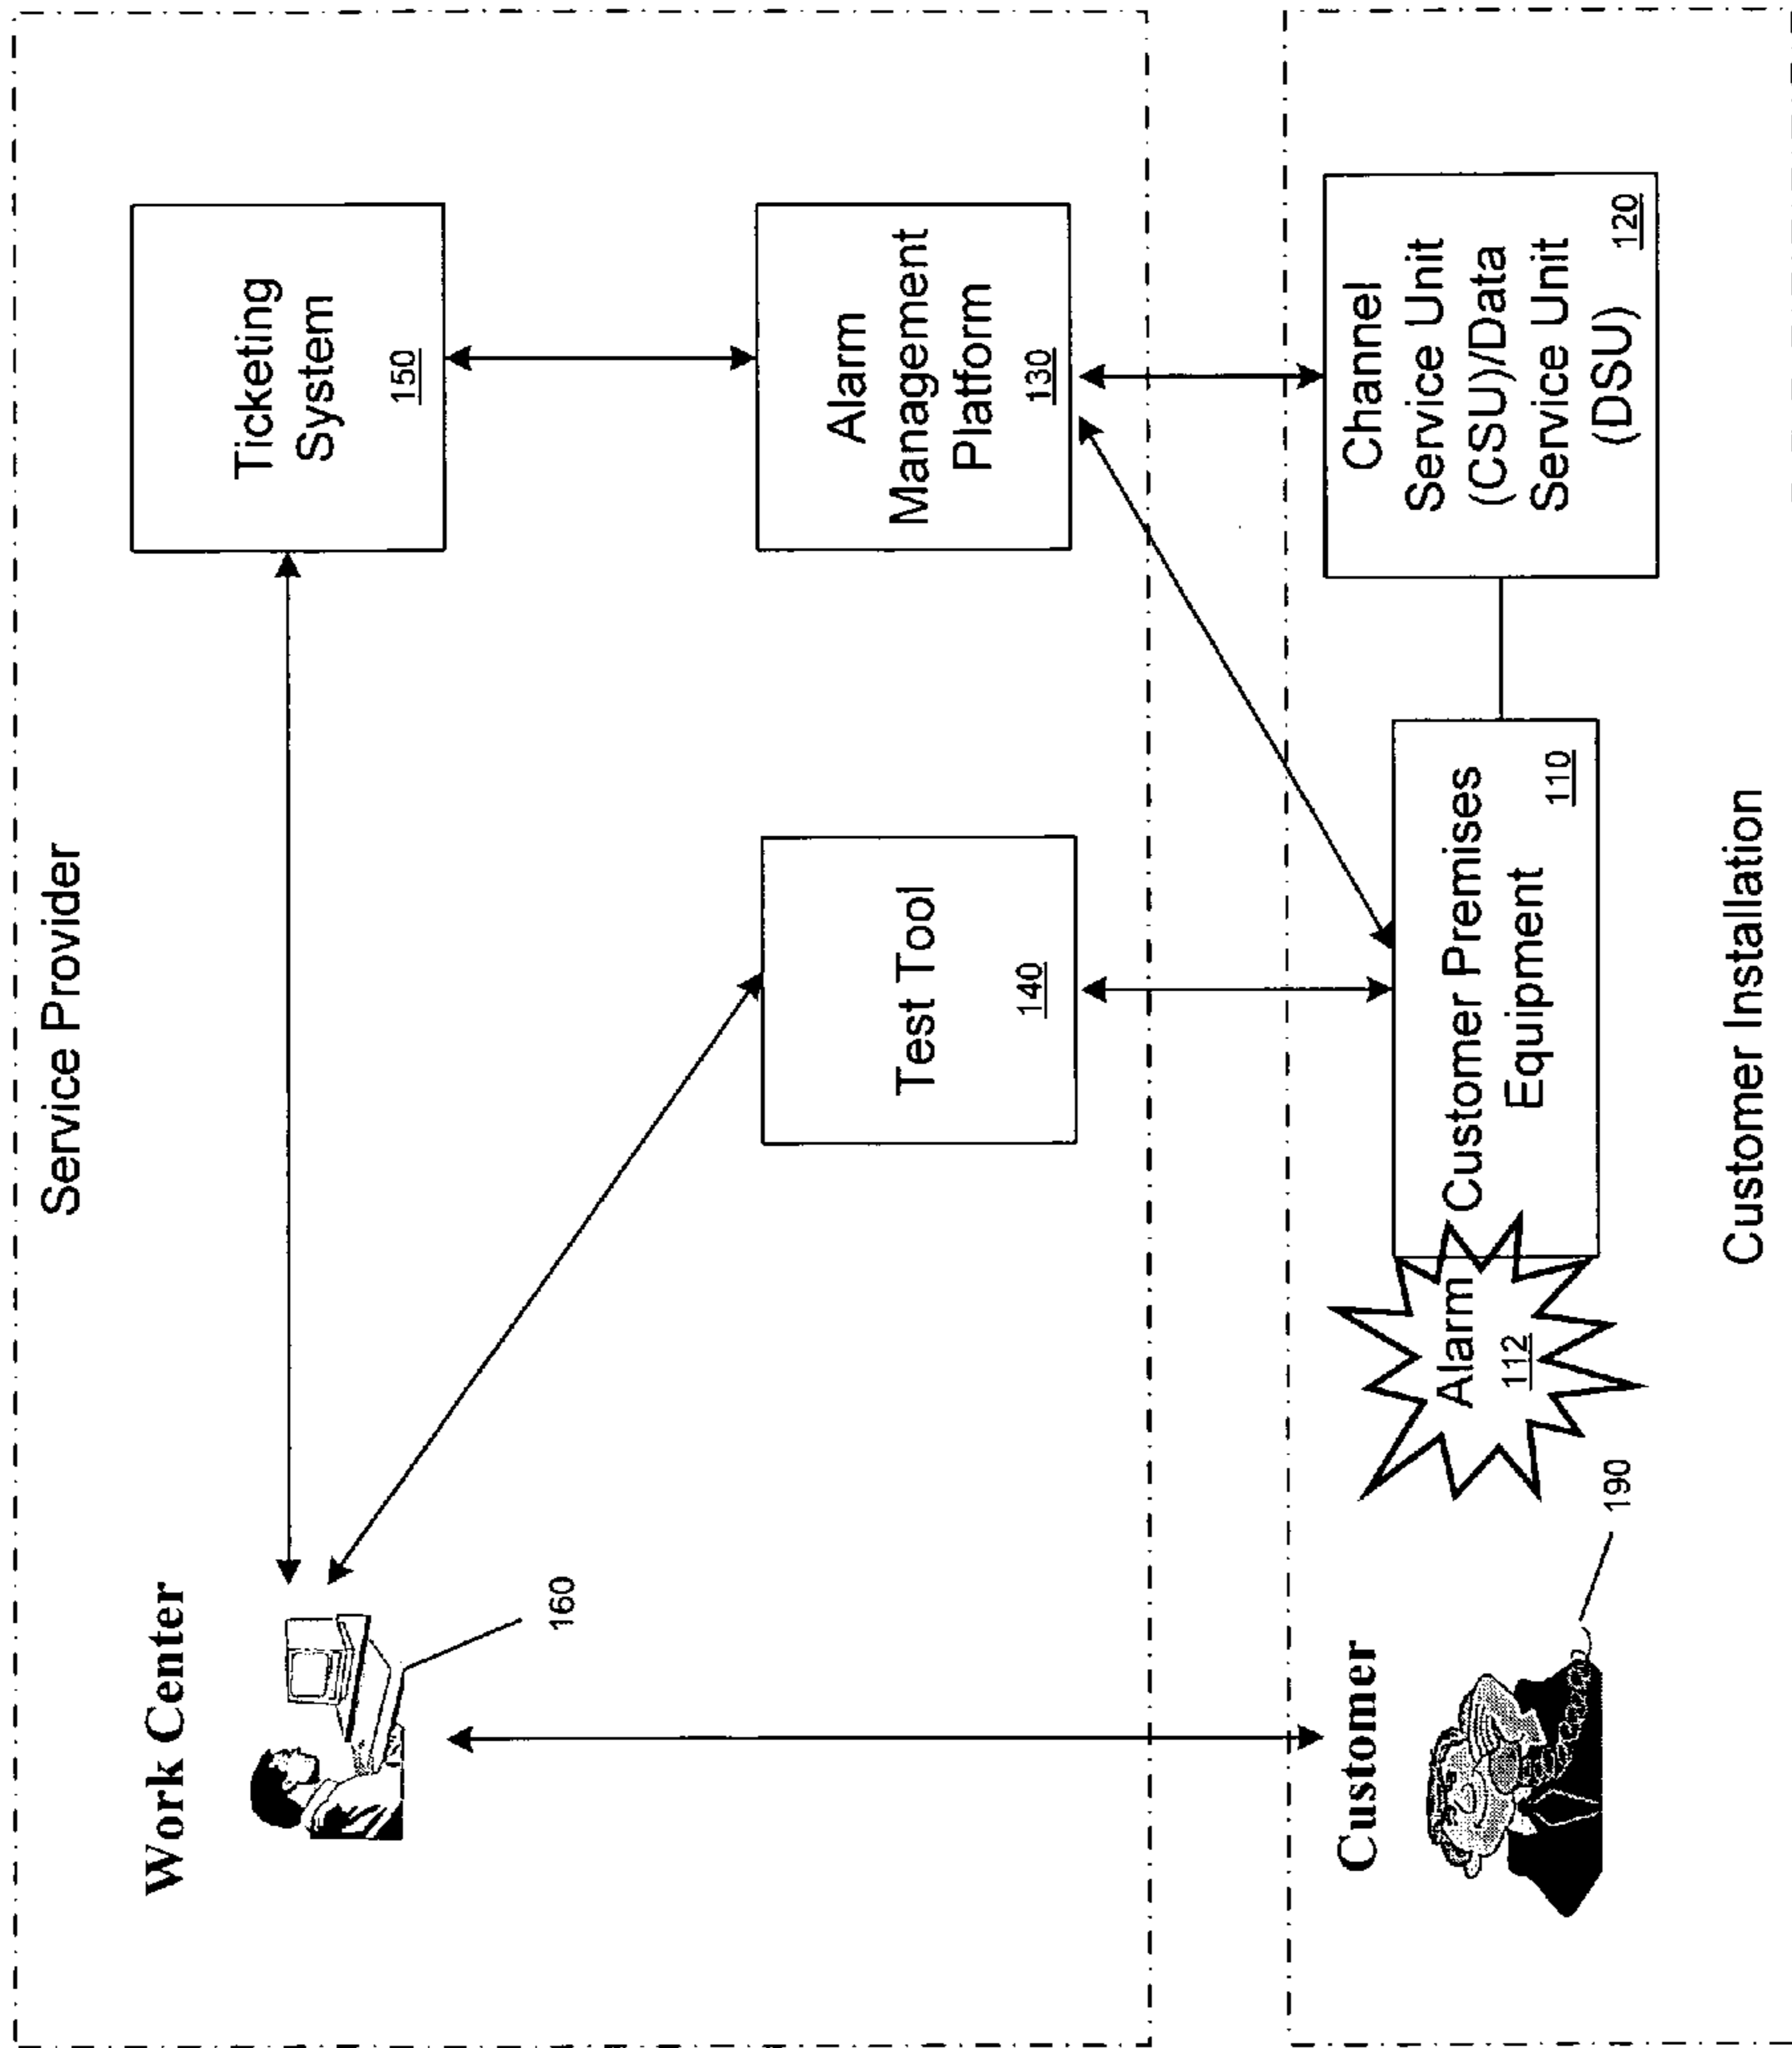 Service Provider
Work Center
160
Ticketing
System
150
Test Tool
140
Alarm
Management
Platform
130
Customer
190
Alarm
112
Customer Premises
Equipment
110
Channel
Service Unit
(CSU)/Data
Service Unit
(DSU)
120
Customer Installation